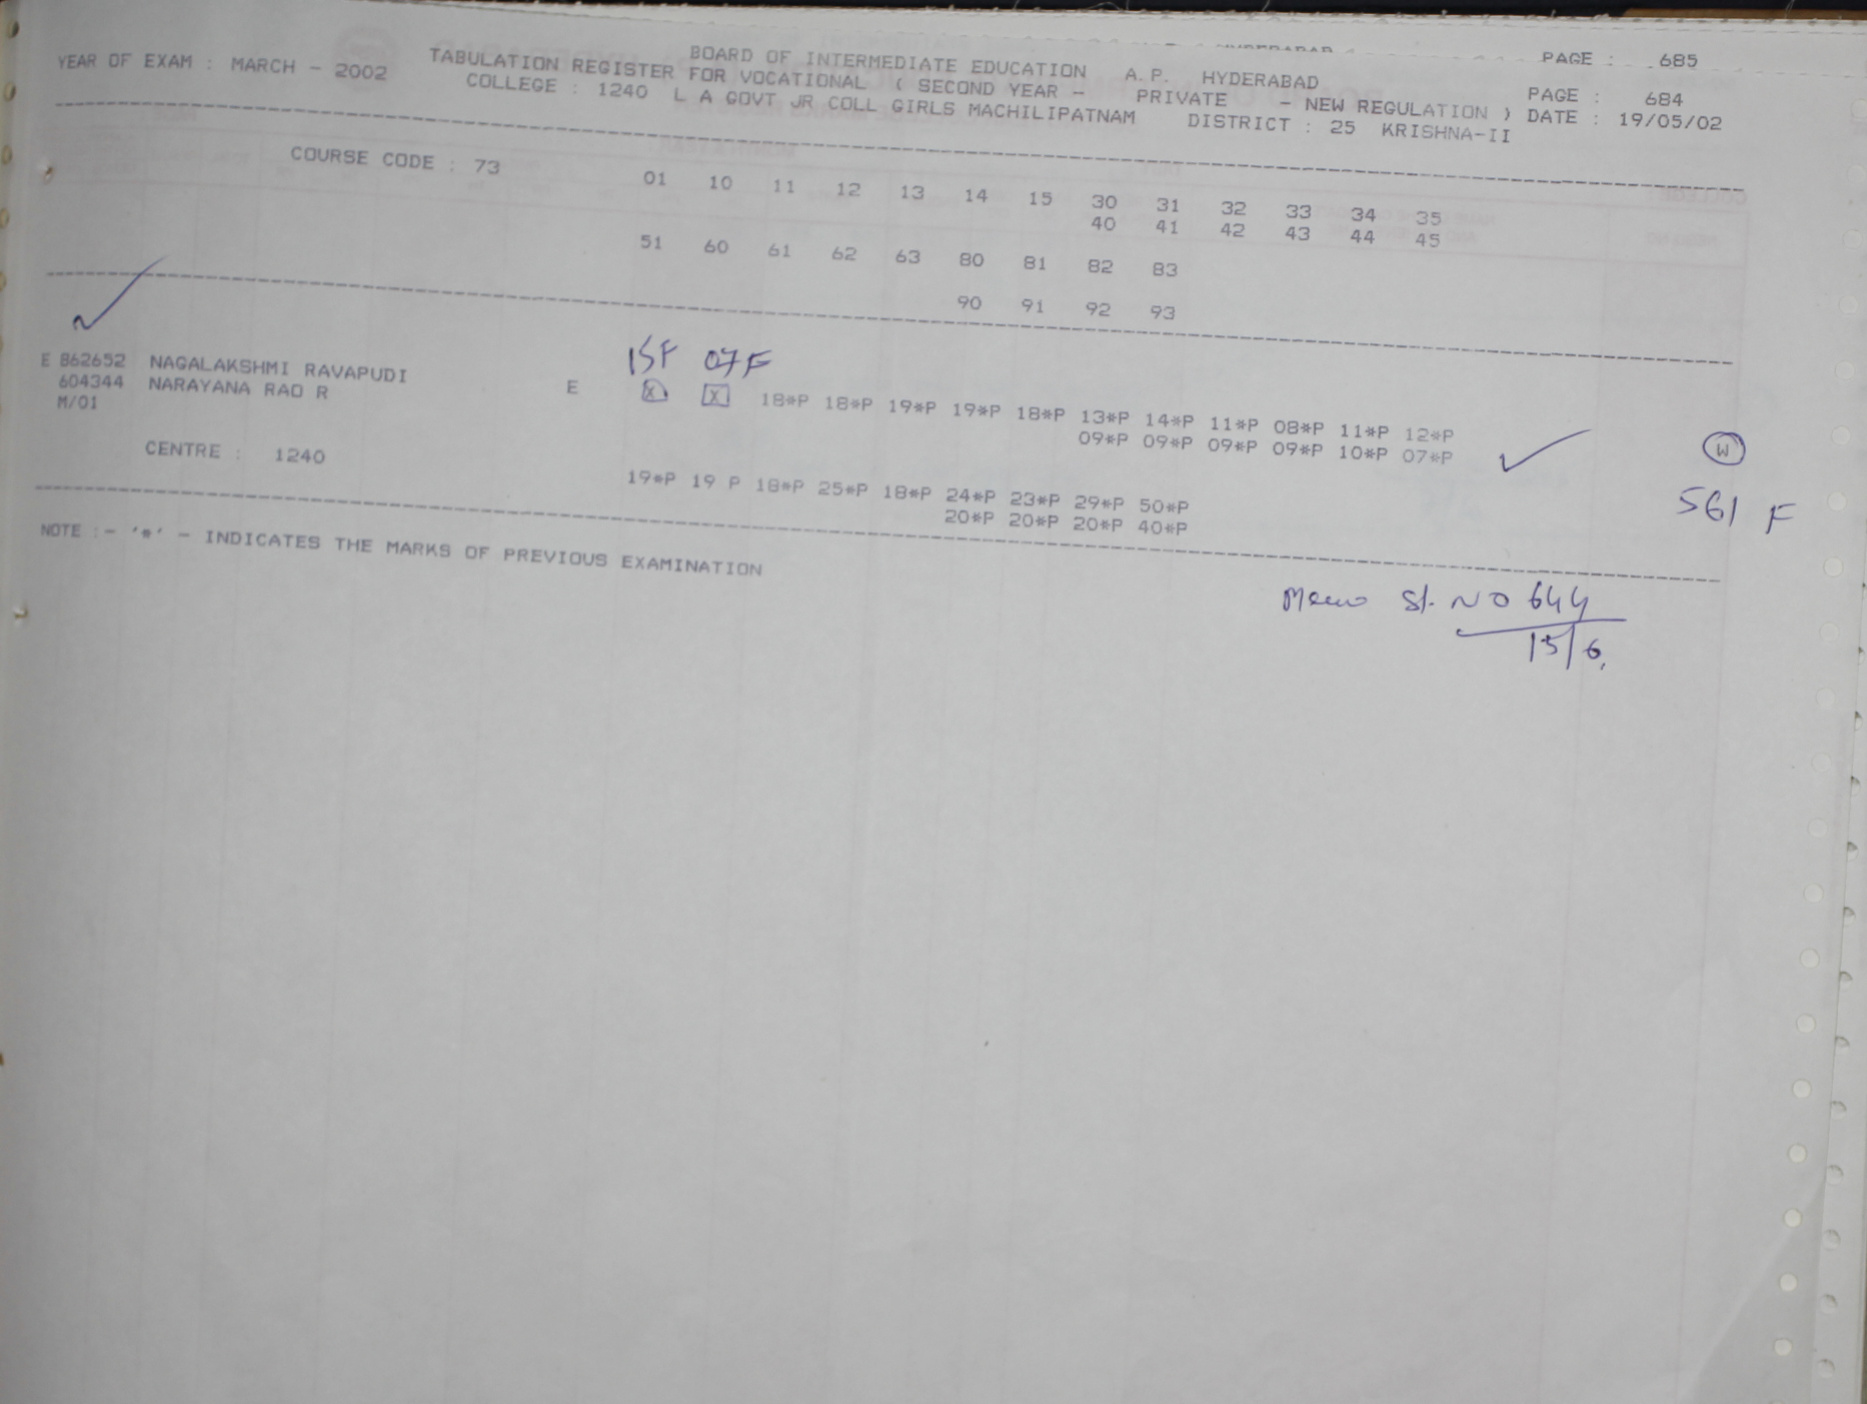 PAGE : 685
BOARD OF INTERMEDIATE EDUCATION A.P. HYDERABAD PAGE : 684
YEAR OF EXAM : MARCH - 2002 TABULATION REGISTER FOR VOCATIONAL ( SECOND YEAR - PRIVATE - NEW REGULATION ) DATE : 19/05/02
COLLEGE : 1240 L A GOVT JR COLL GIRLS MACHILIPATNAM DISTRICT : 25 KRISHNA-II
COURSE CODE : 73 01 10 11 12 13 14 15 30 31 32 33 34 35
40 41 42 43 44 45
51 60 61 62 63 80 81 82 83
90 91 92 93
15F 07F
E 862652 NAGALAKSHMI RAVAPUDI
604344 NARAYANA RAO R E X X 18*P 18*P 19*P 19*P 18*P 13*P 14*P 11*P 08*P 11*P 12*P
M/01 09*P 09*P 09*P 09*P 10*P 07*P
W
CENTRE : 1240
19*P 19 P 18*P 25*P 18*P 24*P 23*P 29*P 50*P
20*P 20*P 20*P 40*P
561 F
NOTE :- '*' - INDICATES THE MARKS OF PREVIOUS EXAMINATION
Memo Sl. NO 644
15/6.